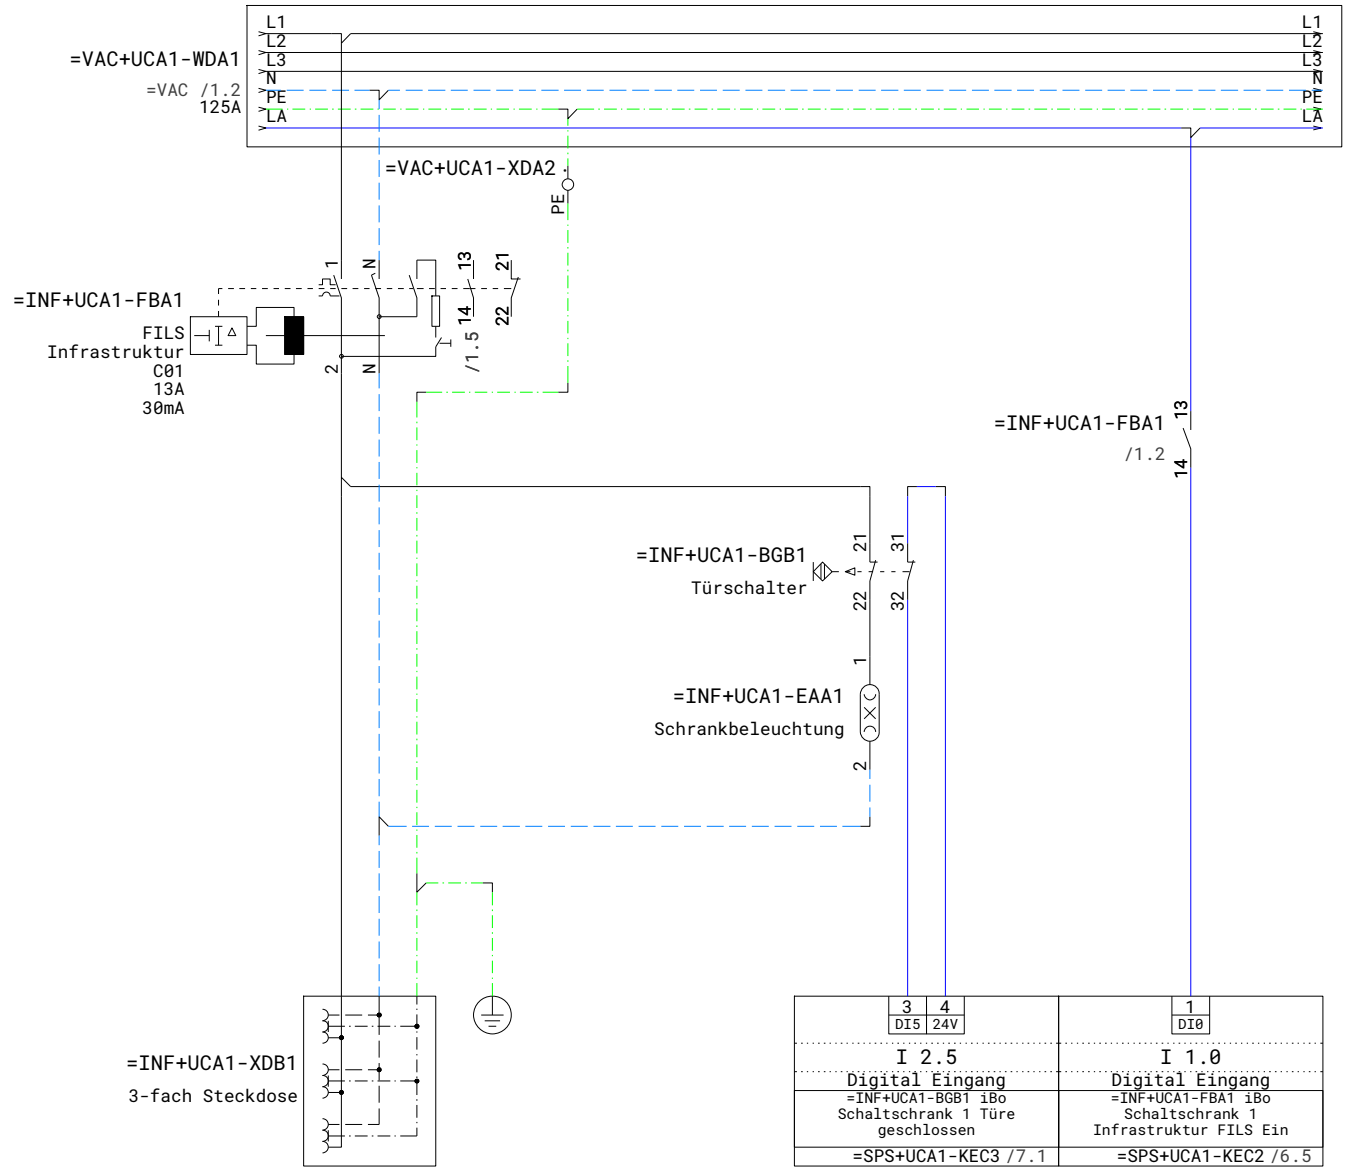 L1 L1
L2 L2
=VAC+UCA1-WDA1 L3 L3
N N
=VAC /1.2 PE PE
125A LA LA
=VAC+UCA1-XDA2
PE
1 N 13 21
=INF+UCA1-FBA1
14 22
FILS
Infrastruktur
/1.5
C01 2 N
13A
30mA
13
=INF+UCA1-FBA1
/1.2
14
21 31
=INF+UCA1-BGB1
Türschalter
22 32
1
=INF+UCA1-EAA1
Schrankbeleuchtung
2
3 4 1
DI5 24V DI0
I 2.5 I 1.0
=INF+UCA1-XDB1
3-fach Steckdose
Digital Eingang Digital Eingang
=INF+UCA1-BGB1 iBo =INF+UCA1-FBA1 iBo
Schaltschrank 1 Türe Schaltschrank 1
geschlossen Infrastruktur FILS Ein
=SPS+UCA1-KEC3 /7.1 =SPS+UCA1-KEC2 /6.5